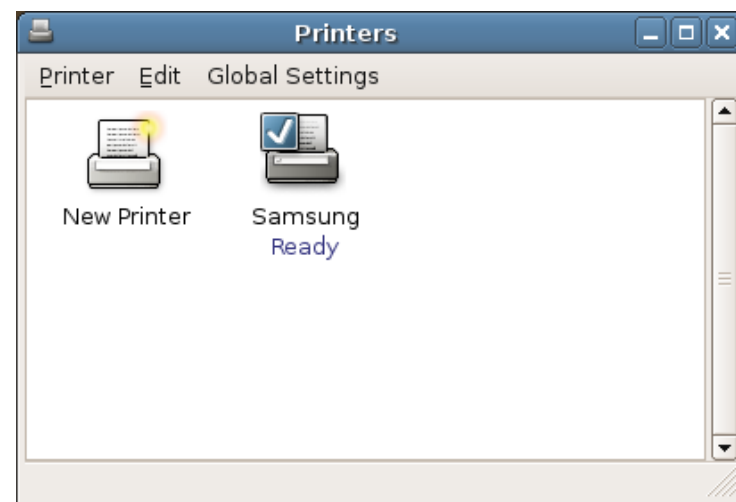 Printers
Printer Edit Global Settings
New Printer
Samsung
Ready